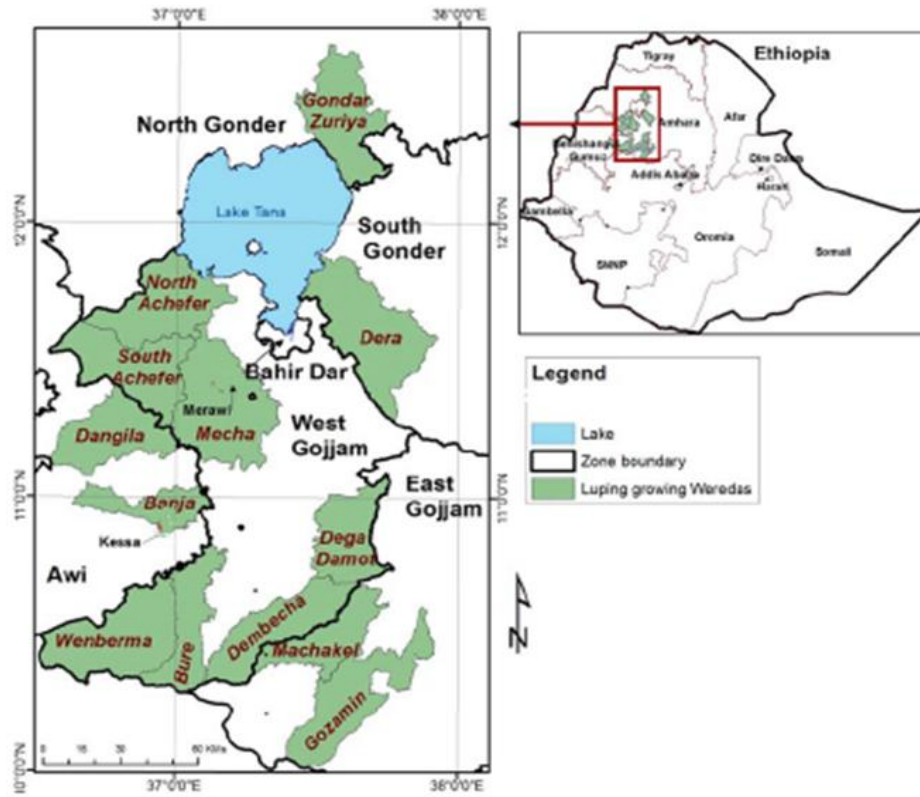 37°0'0"E
38°0'0"E
North Gonder
Gondar
Zuriya
Lake Tana
12°0'0"N
South
Gonder
North
Achefer
South
Achefer
Dera
Bahir Dar
Merawi
Mecha
West
Gojjam
Dangila
11°0'0"N
East
Gojjam
Banja
Kessa
Dega
Damot
Awi
Wenberma
Bure
Dembecha
Machakel
Gozamin
0 15 30 60 KMs
10°0'0"N
37°0'0"E
38°0'0"E
Ethiopia
Tigray
Afar
Amhara
Gumuz
Dire Dawa
Harari
Addis Ababa
Oromia
Somali
SNNP
12°0'0"N
11°0'0"N
Legend
Lake
Zone boundary
Luping growing Weredas
N